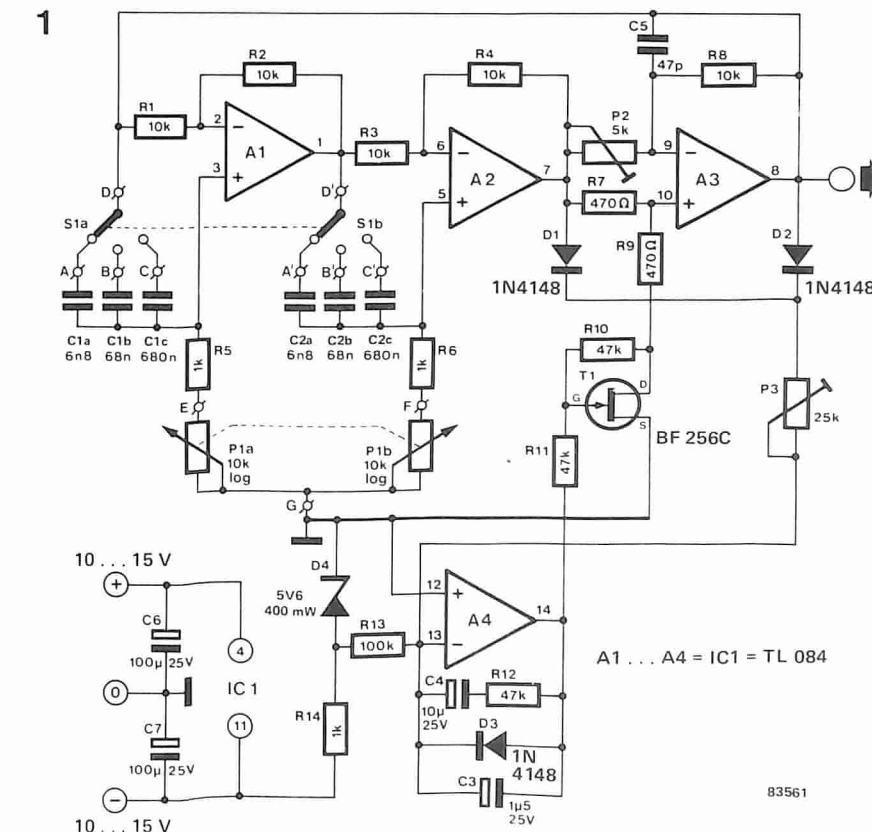 1
C5
47p
R2
10k
R4
10k
R8
10k
R1
10k
2
3
A1
1
R3
10k
6
5
A2
7
P2
5k
9
10
A3
8
R7
470Ω
R9
470Ω
D1
1N4148
D2
1N4148
D
S1a
D'
S1b
A
B
C
A'
B'
C'
C1a
6n8
C1b
68n
C1c
680n
C2a
6n8
C2b
68n
C2c
680n
R5
1k
R6
1k
E
F
P1a
10k
log
P1b
10k
log
G
R10
47k
T1
G
D
S
BF 256C
R11
47k
P3
25k
10 ... 15 V
+
C6
100µ 25V
0
C7
100µ 25V
−
10 ... 15 V
4
IC 1
11
D4
5V6
400 mW
R13
100k
R14
1k
12
13
A4
14
C4
10µ
25V
R12
47k
D3
1N
4148
C3
1µ5
25V
A1 ... A4 = IC1 = TL 084
83561